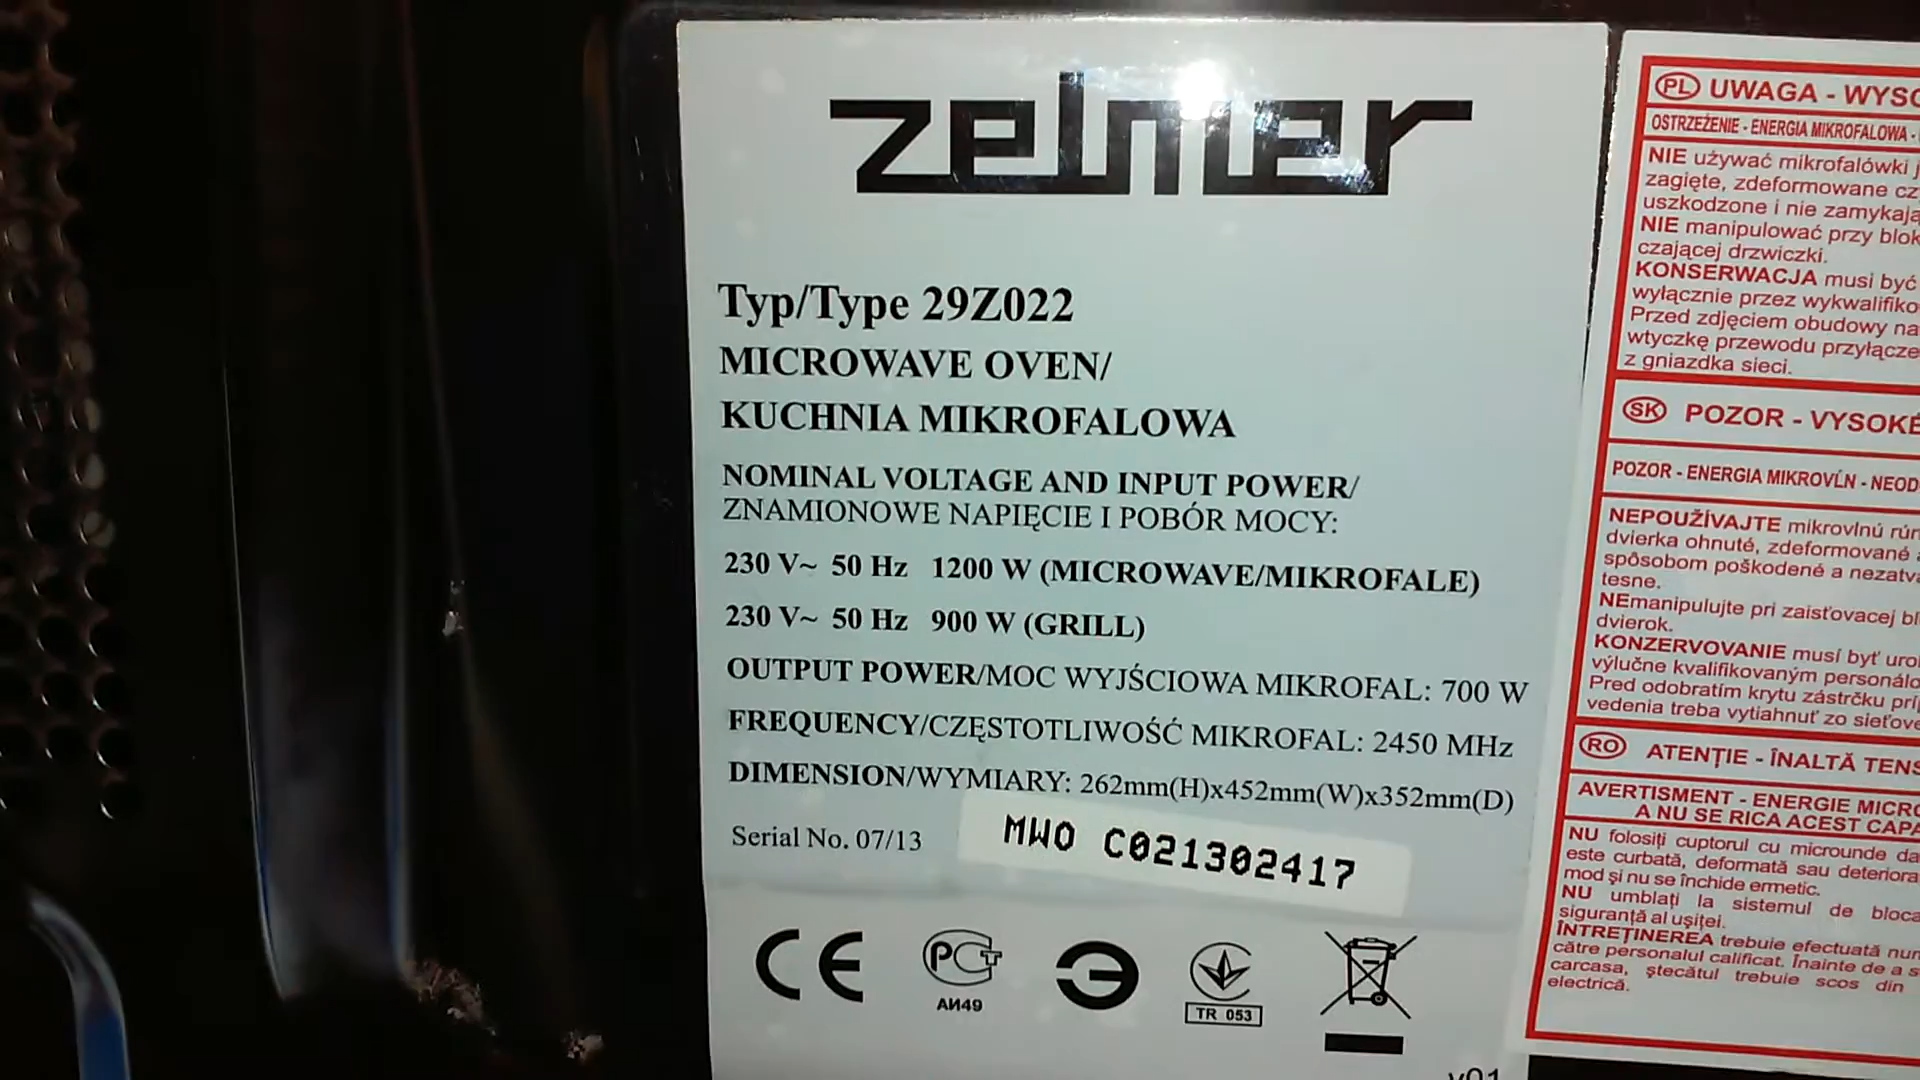 zelmer
Typ/Type 29Z022
MICROWAVE OVEN/
KUCHNIA MIKROFALOWA
NOMINAL VOLTAGE AND INPUT POWER/
ZNAMIONOWE NAPIĘCIE I POBÓR MOCY:
230 V~ 50 Hz 1200 W (MICROWAVE/MIKROFALE)
230 V~ 50 Hz 900 W (GRILL)
OUTPUT POWER/MOC WYJŚCIOWA MIKROFAL: 700 W
FREQUENCY/CZĘSTOTLIWOŚĆ MIKROFAL: 2450 MHz
DIMENSION/WYMIARY: 262mm(H)x452mm(W)x352mm(D)
Serial No. 07/13
MWO C021302417
CE
РСТ
АИ49
TR 053
v01
PL UWAGA - WYSO
OSTRZEŻENIE - ENERGIA MIKROFALOWA -
NIE używać mikrofalówki j
zagięte, zdeformowane cz
uszkodzone i nie zamykają
NIE manipulować przy blok
czającej drzwiczki.
KONSERWACJA musi być
wyłącznie przez wykwalifiko
Przed zdjęciem obudowy na
wtyczkę przewodu przyłącze
z gniazdka sieci.
SK POZOR - VYSOKÉ
POZOR - ENERGIA MIKROVĹN - NEOD
NEPOUŽÍVAJTE mikrovlnú rúr
dvierka ohnuté, zdeformované
spôsobom poškodené a nezatva
tesne.
NEmanipulujte pri zaisťovacej bl
dvierok.
KONZERVOVANIE musí byť urob
výlučne kvalifikovaným personálo
Pred odobratím krytu zástrčku príp
vedenia treba vytiahnuť zo sieťove
RO ATENȚIE - ÎNALTĂ TENS
AVERTISMENT - ENERGIE MICRO
A NU SE RICA ACEST CAPA
NU folosiți cuptorul cu microunde da
este curbată, deformată sau deteriora
mod și nu se închide ermetic.
NU umblați la sistemul de bloca
siguranță al ușiței.
ÎNTREȚINEREA trebuie efectuată num
către personalul calificat. Înainte de a s
carcasa, ștecătul trebuie scos din
electrică.